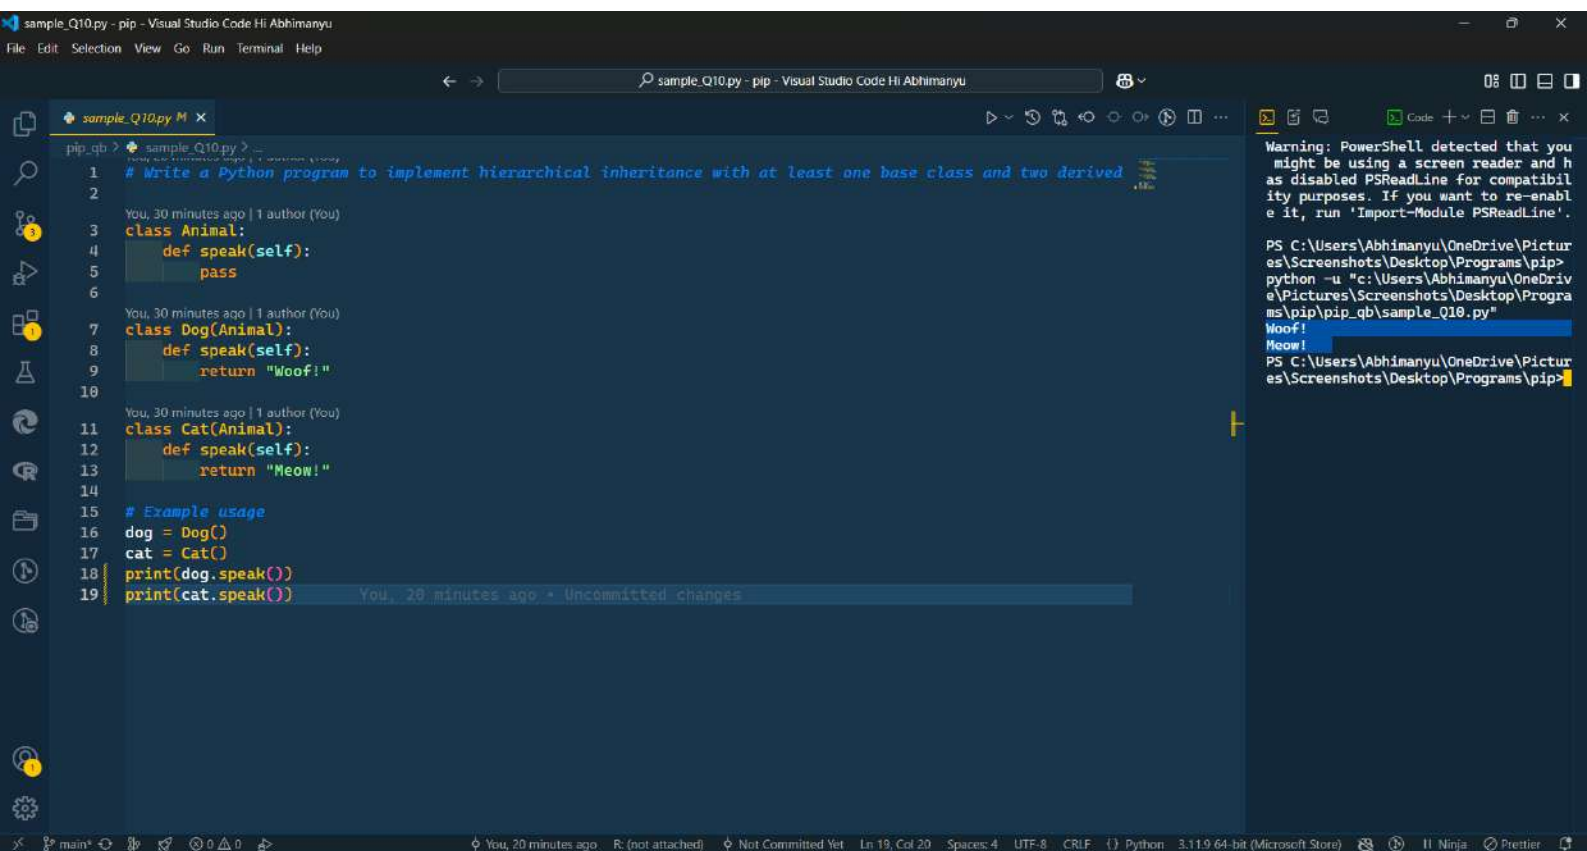 sample_Q10.py - pip - Visual Studio Code Hi Abhimanyu
File Edit Selection View Go Run Terminal Help
sample_Q10.py - pip - Visual Studio Code Hi Abhimanyu
sample_Q10.py M
pip_qb > sample_Q10.py > ...
1 # Write a Python program to implement hierarchical inheritance with at least one base class and two derived
2
You, 30 minutes ago | 1 author (You)
3 class Animal:
4 def speak(self):
5 pass
6
You, 30 minutes ago | 1 author (You)
7 class Dog(Animal):
8 def speak(self):
9 return "Woof!"
10
You, 30 minutes ago | 1 author (You)
11 class Cat(Animal):
12 def speak(self):
13 return "Meow!"
14
15 # Example usage
16 dog = Dog()
17 cat = Cat()
18 print(dog.speak())
19 print(cat.speak()) You, 20 minutes ago • Uncommitted changes
Code
Warning: PowerShell detected that you
might be using a screen reader and h
as disabled PSReadLine for compatibil
ity purposes. If you want to re-enabl
e it, run 'Import-Module PSReadLine'.
PS C:\Users\Abhimanyu\OneDrive\Pictur
es\Screenshots\Desktop\Programs\pip>
python -u "c:\Users\Abhimanyu\OneDriv
e\Pictures\Screenshots\Desktop\Progra
ms\pip\pip_qb\sample_Q10.py"
Woof!
Meow!
PS C:\Users\Abhimanyu\OneDrive\Pictur
es\Screenshots\Desktop\Programs\pip>
3
1
1
main* 0 0 You, 20 minutes ago R: (not attached) Not Committed Yet Ln 19, Col 20 Spaces: 4 UTF-8 CRLF {} Python 3.11.9 64-bit (Microsoft Store) Ninja Prettier